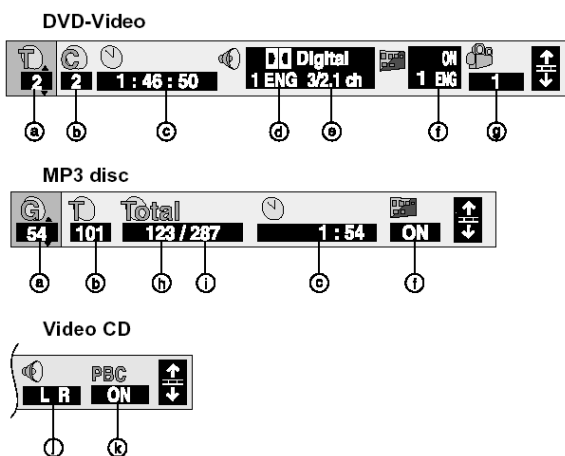 DVD-Video
T C DD Digital ON
2 2 1:46:50 1 ENG 3/2.1 ch 1 ENG 1
ⓐ ⓑ ⓒ ⓓ ⓔ ⓕ ⓖ
MP3 disc
G T Total
54 101 123 / 287 1:54 ON
ⓐ ⓑ ⓗ ⓘ ⓒ ⓕ
Video CD
PBC
L R ON
ⓙ ⓚ